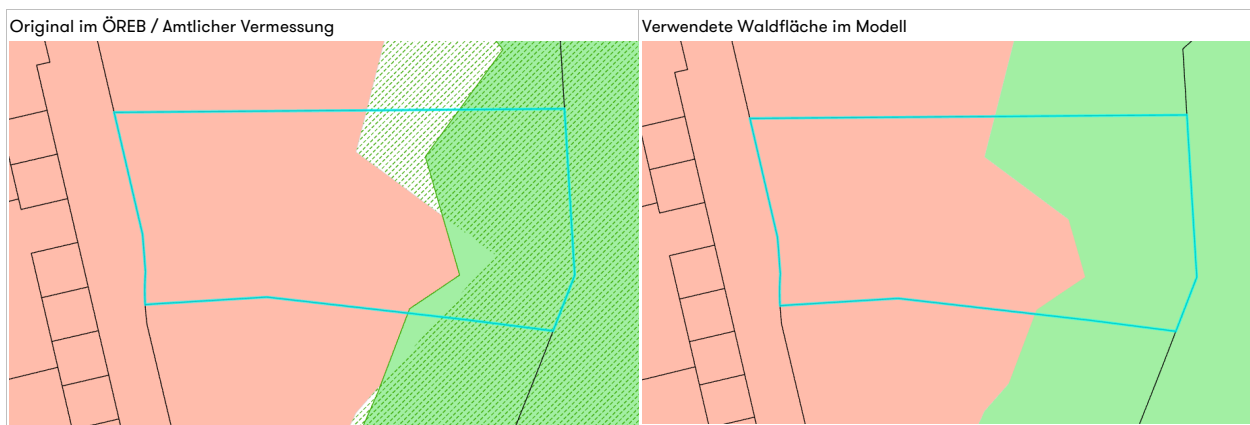 Original im ÖREB / Amtlicher Vermessung
Verwendete Waldfläche im Modell